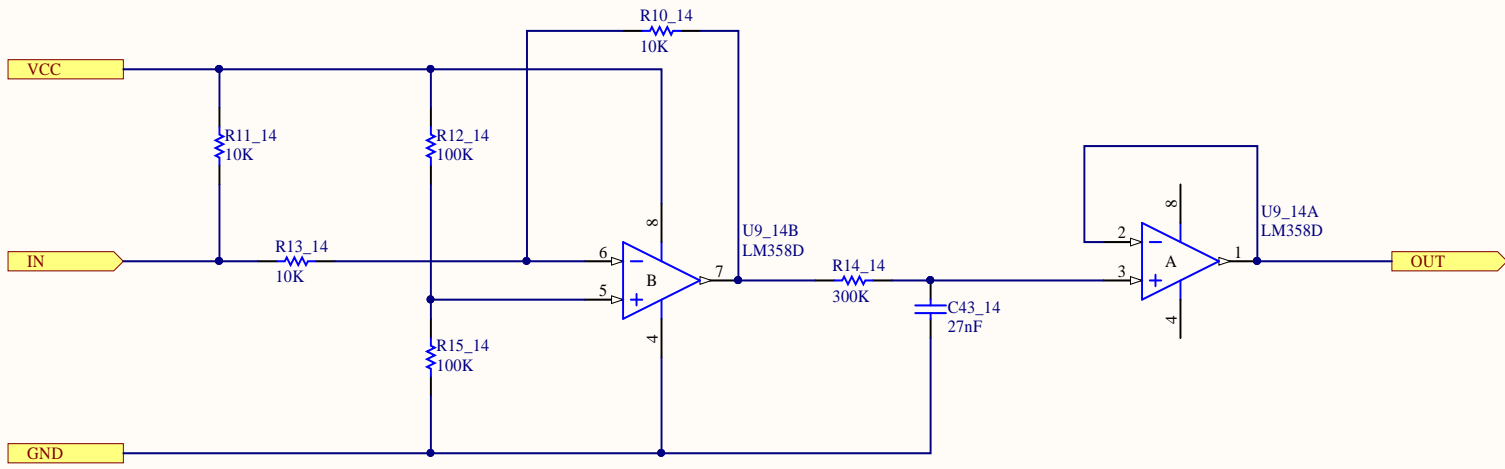 R10_14
10K
VCC
R11_14
10K
R12_14
100K
8
8
U9_14B
LM358D
U9_14A
LM358D
2
A
1
3
4
IN
R13_14
10K
6
B
7
5
4
R14_14
300K
C43_14
27nF
OUT
R15_14
100K
GND